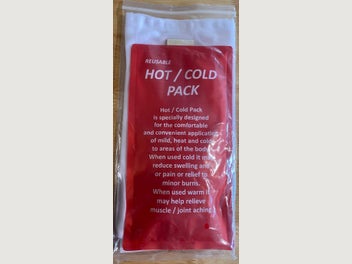 REUSABLE
HOT / COLD
PACK
Hot / Cold Pack
is specially designed
for the comfortable
and convenient application
of mild, heat and cold
to areas of the body.
When used cold it may
reduce swelling and
or pain or relief to
minor burns.
When used warm it
may help relieve
muscle / joint aching